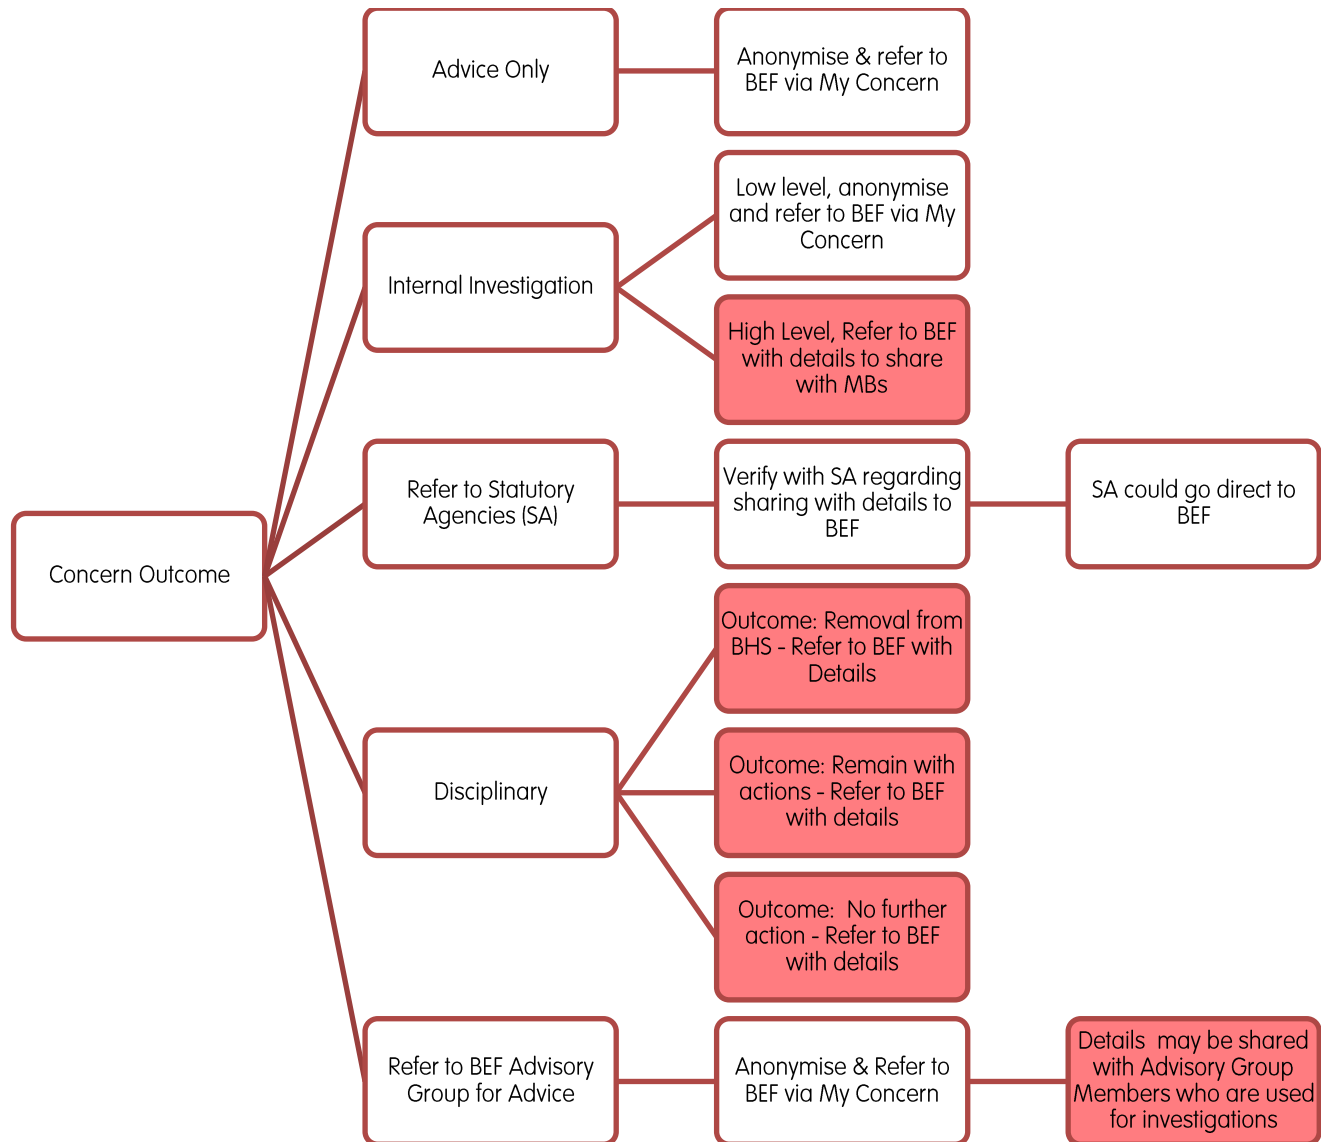 Advice Only
Anonymise & refer to
BEF via My Concern
Low level, anonymise
and refer to BEF via My
Concern
Internal Investigation
High Level, Refer to BEF
with details to share
with MBs
Refer to Statutory
Agencies (SA)
Verify with SA regarding
sharing with details to
BEF
SA could go direct to
BEF
Concern Outcome
Outcome: Removal from
BHS - Refer to BEF with
Details
Disciplinary
Outcome: Remain with
actions - Refer to BEF
with details
Outcome:  No further
action - Refer to BEF
with details
Refer to BEF Advisory
Group for Advice
Anonymise & Refer to
BEF via My Concern
Details  may be shared
with Advisory Group
Members who are used
for investigations